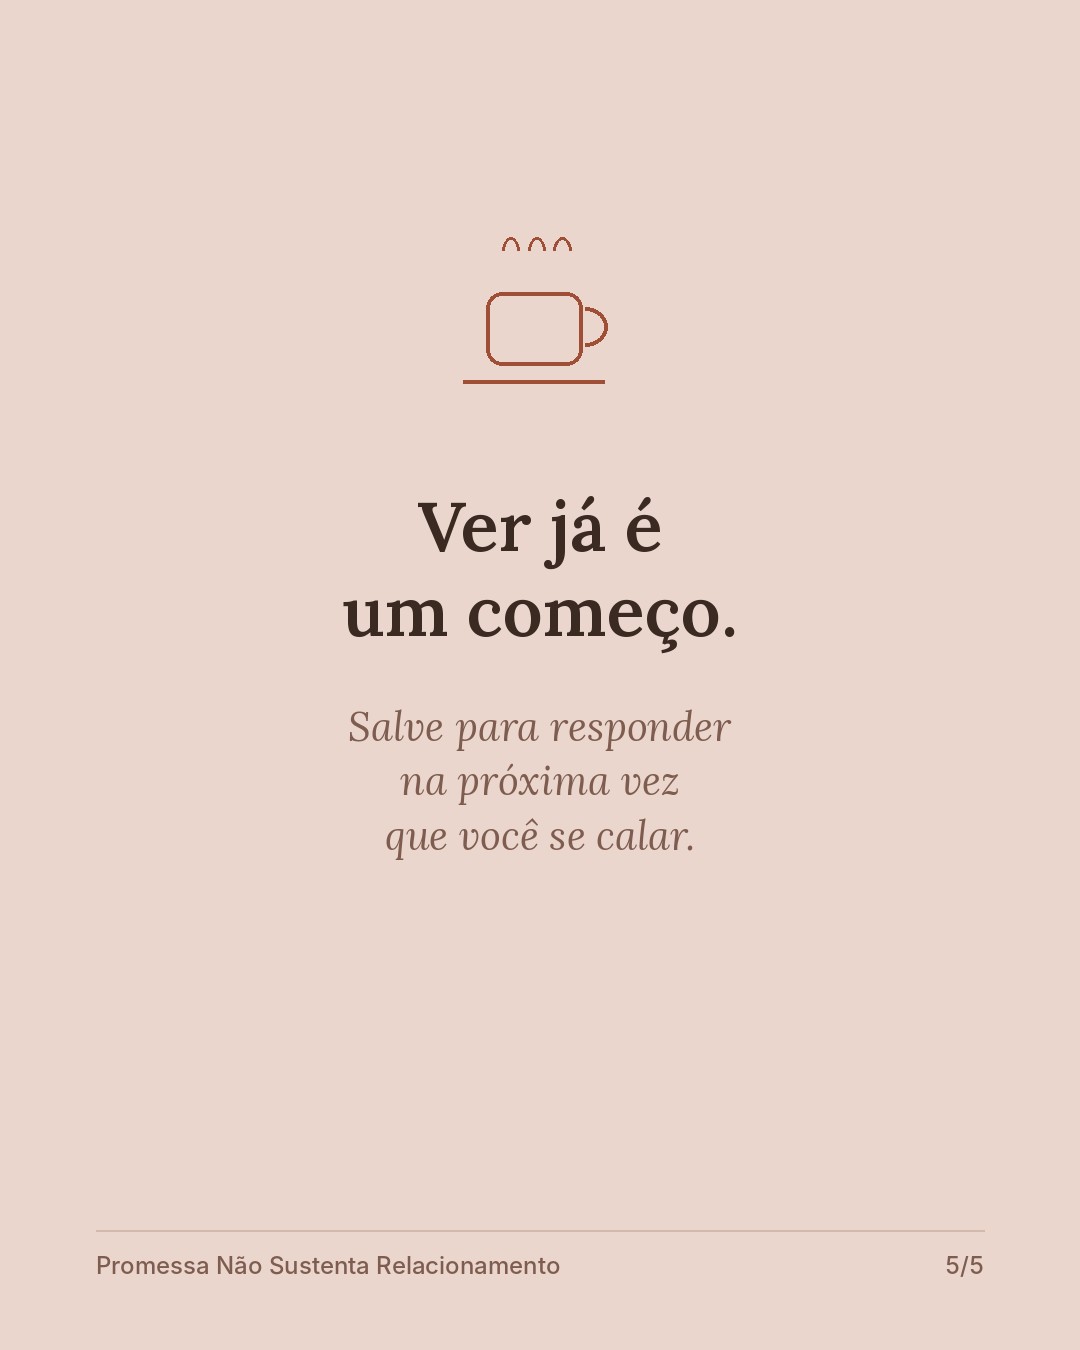 Ver já é
um começo.
Salve para responder
na próxima vez
que você se calar.
Promessa Não Sustenta Relacionamento
5/5